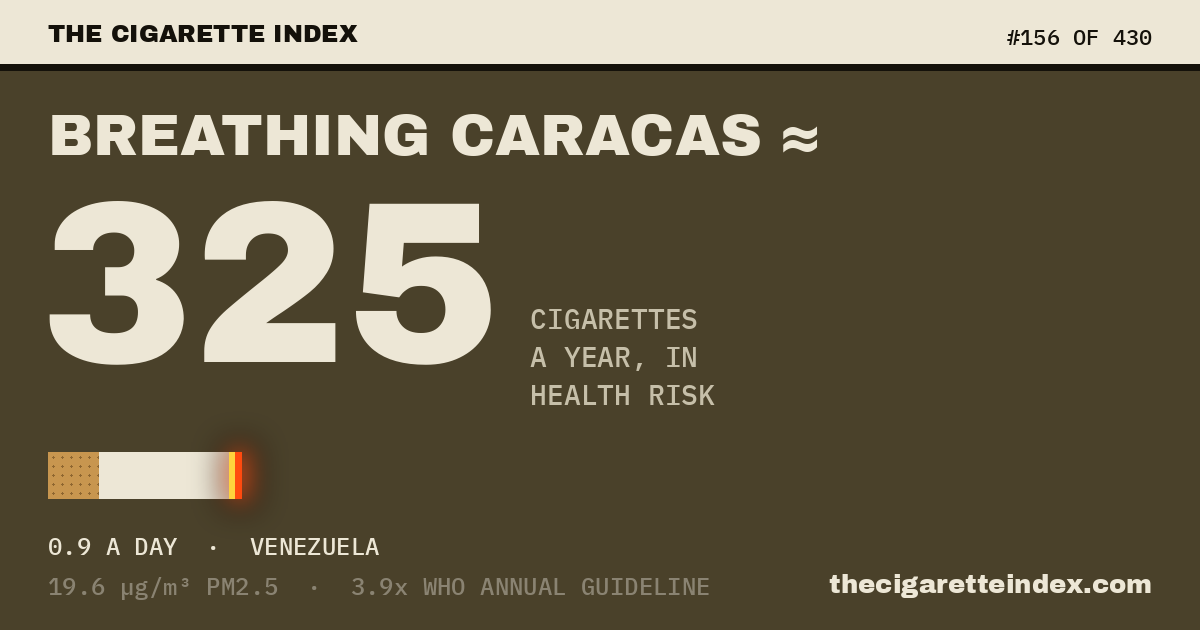 THE CIGARETTE INDEX
#156 OF 430
BREATHING CARACAS ≈
325
CIGARETTES
A YEAR, IN
HEALTH RISK
0.9 A DAY · VENEZUELA
19.6 µg/m³ PM2.5 · 3.9x WHO ANNUAL GUIDELINE
thecigaretteindex.com